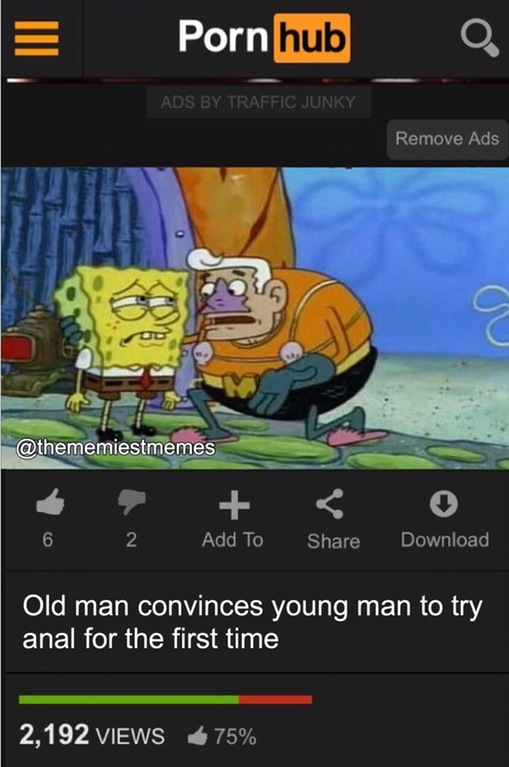 Porn hub
ADS BY TRAFFIC JUNKY
Remove Ads
M
@thememiestmemes
6 2 Add To Share Download
Old man convinces young man to try
anal for the first time
2,192 VIEWS 75%